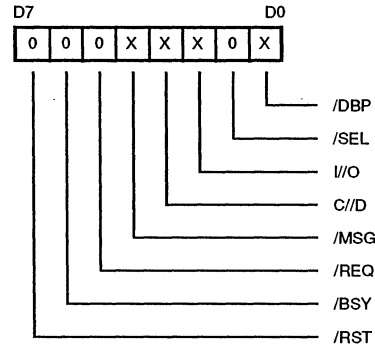 D7 D0
0 0 0 X X X 0 X
/DBP
/SEL
I//O
C//D
/MSG
/REQ
/BSY
/RST